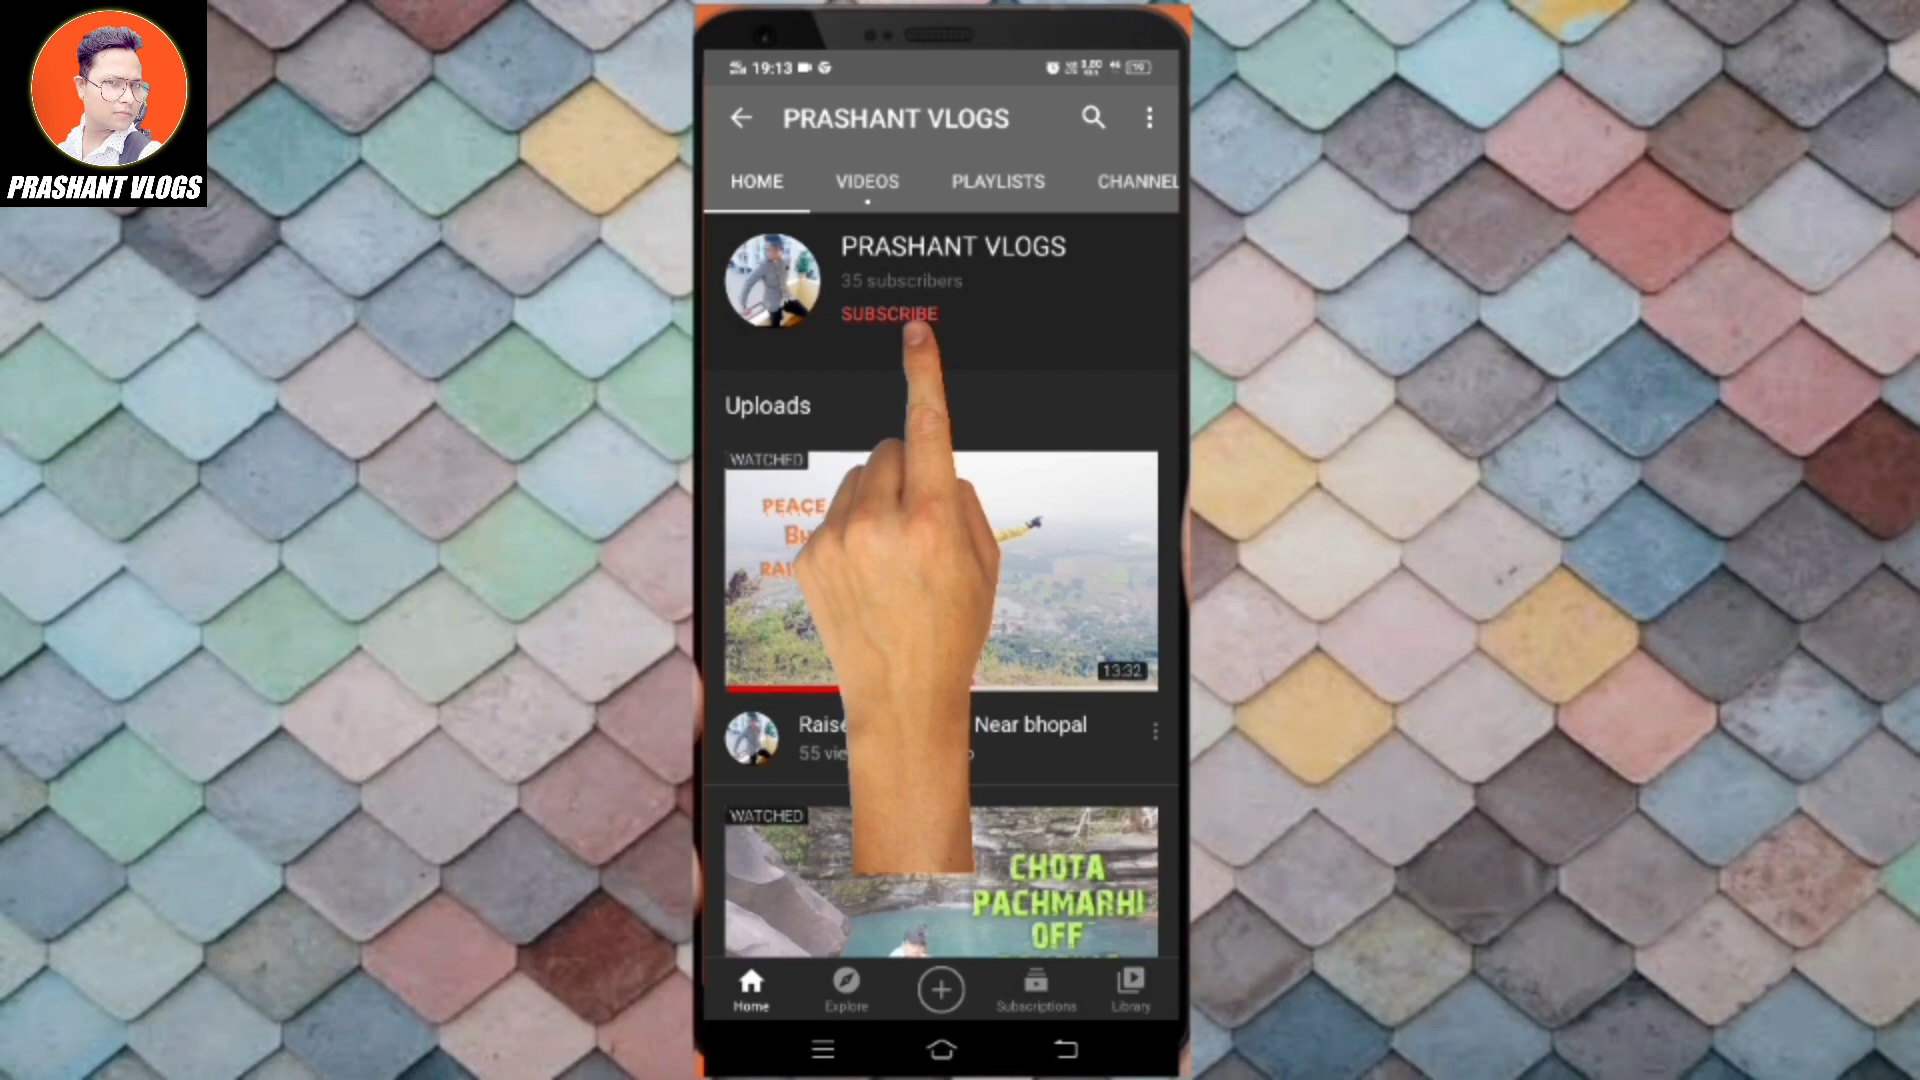 PRASHANT VLOGS
19:13
PRASHANT VLOGS
HOME VIDEOS PLAYLISTS CHANNEL
PRASHANT VLOGS
35 subscribers
SUBSCRIBE
Uploads
WATCHED
PEACE
13:32
Near bhopal
55
WATCHED
CHOTA
PACHMARHI
OFF
Home Explore Subscriptions Library